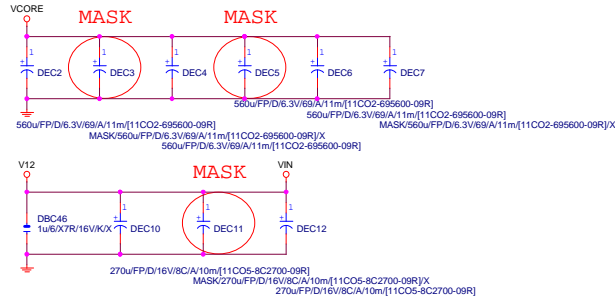 VCORE
MASK
MASK
1
1
1
1
1
1
+
+
+
+
+
+
DEC2
DEC3
DEC4
DEC5
DEC6
DEC7
560u/FP/D/6.3V/69/A/11m/[11CO2-695600-09R]
560u/FP/D/6.3V/69/A/11m/[11CO2-695600-09R]
560u/FP/D/6.3V/69/A/11m/[11CO2-695600-09R]
MASK/560u/FP/D/6.3V/69/A/11m/[11CO2-695600-09R]/X
MASK/560u/FP/D/6.3V/69/A/11m/[11CO2-695600-09R]/X
560u/FP/D/6.3V/69/A/11m/[11CO2-695600-09R]
V12
MASK
VIN
1
1
1
+
+
+
DBC46
1u/6/X7R/16V/K/X
DEC10
DEC11
DEC12
270u/FP/D/16V/8C/A/10m/[11CO5-8C2700-09R]
MASK/270u/FP/D/16V/8C/A/10m/[11CO5-8C2700-09R]/X
270u/FP/D/16V/8C/A/10m/[11CO5-8C2700-09R]